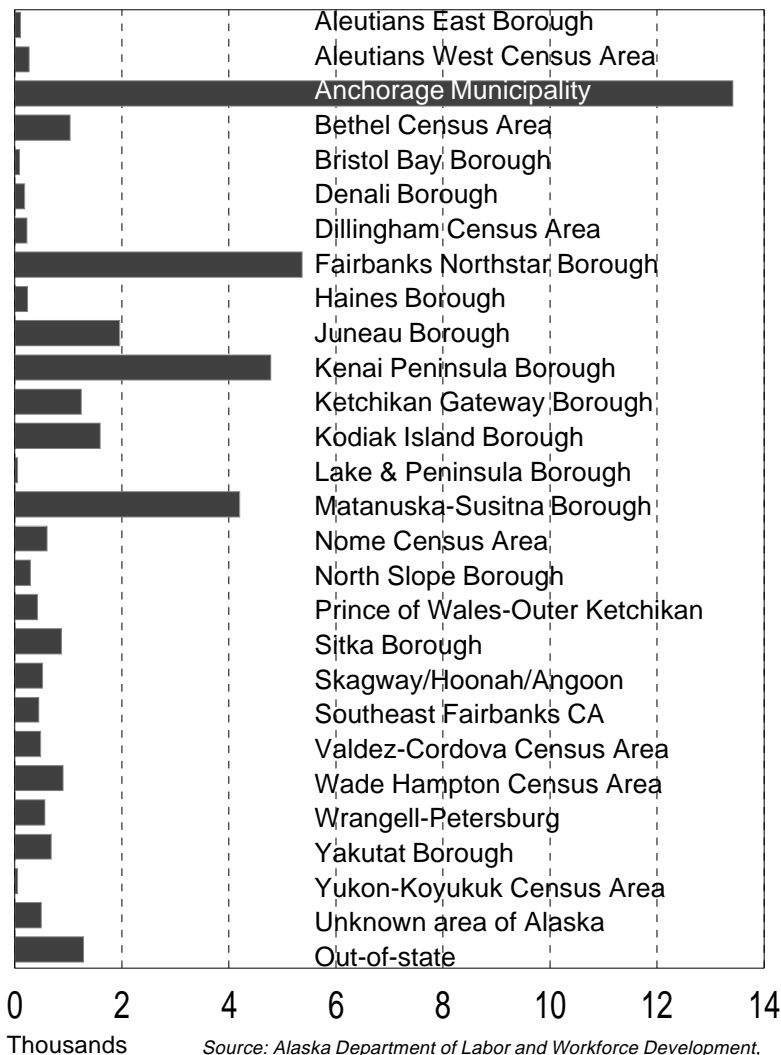 Aleutians East Borough
Aleutians West Census Area
Anchorage Municipality
Bethel Census Area
Bristol Bay Borough
Denali Borough
Dillingham Census Area
Fairbanks Northstar Borough
Haines Borough
Juneau Borough
Kenai Peninsula Borough
Ketchikan Gateway Borough
Kodiak Island Borough
Lake & Peninsula Borough
Matanuska-Susitna Borough
Nome Census Area
North Slope Borough
Prince of Wales-Outer Ketchikan
Sitka Borough
Skagway/Hoonah/Angoon
Southeast Fairbanks CA
Valdez-Cordova Census Area
Wade Hampton Census Area
Wrangell-Petersburg
Yakutat Borough
Yukon-Koyukuk Census Area
Unknown area of Alaska
Out-of-state
0 2 4 6 8 10 12 14
Thousands
Source: Alaska Department of Labor and Workforce Development,